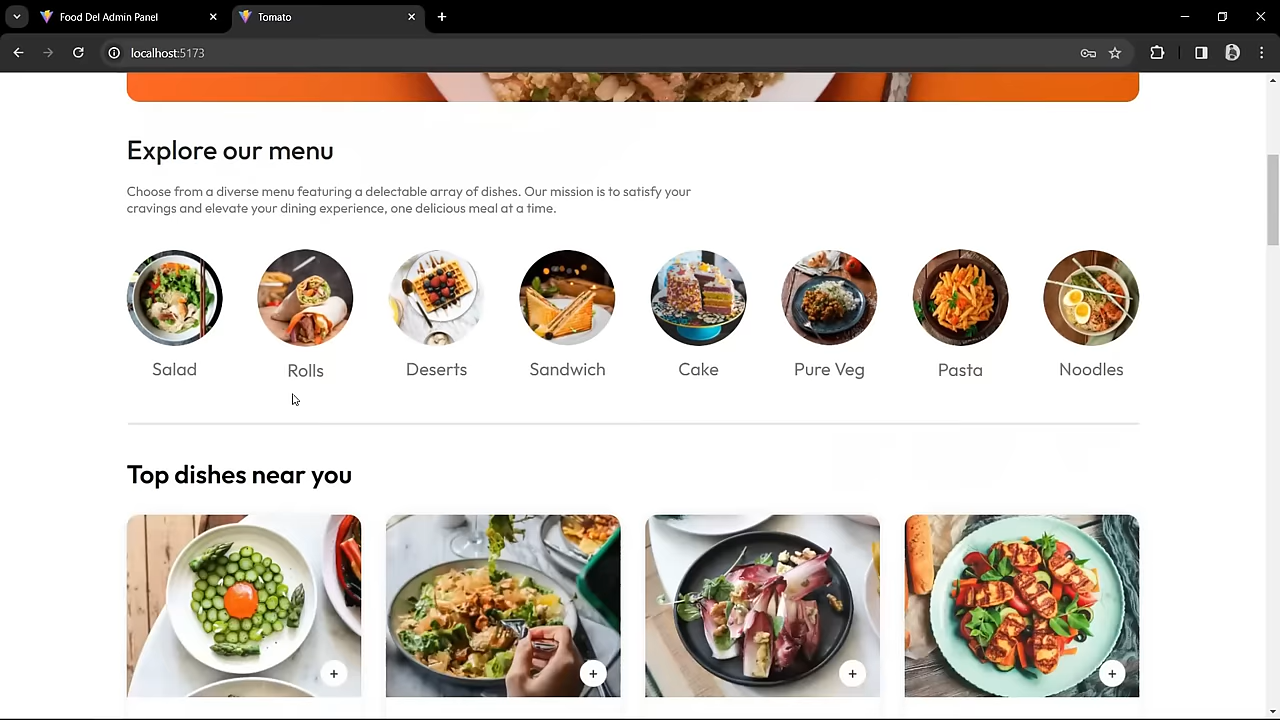 Food Del Admin Panel
Tomato
localhost:5173
Explore our menu
Choose from a diverse menu featuring a delectable array of dishes. Our mission is to satisfy your
cravings and elevate your dining experience, one delicious meal at a time.
Salad
Rolls
Deserts
Sandwich
Cake
Pure Veg
Pasta
Noodles
Top dishes near you